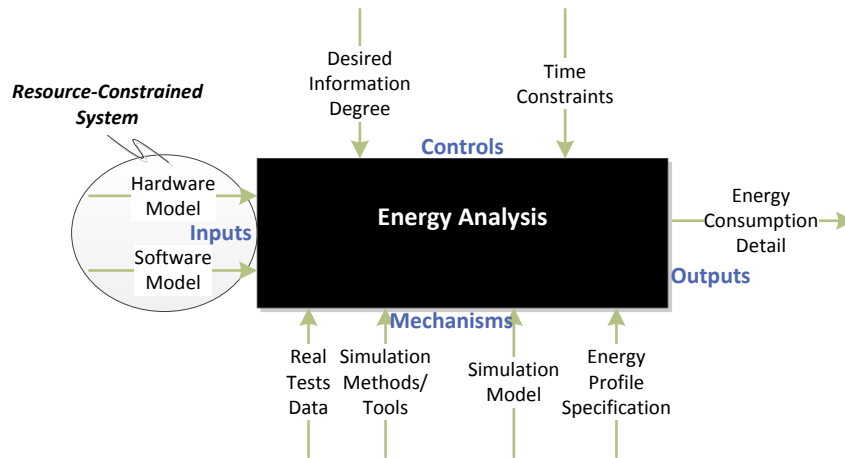 Desired
Information
Degree
Time
Constraints
Resource-Constrained
System
Controls
Hardware
Model
Energy Analysis
Energy
Consumption
Detail
Inputs
Software
Model
Outputs
Mechanisms
Real
Tests
Data
Simulation
Methods/
Tools
Simulation
Model
Energy
Profile
Specification